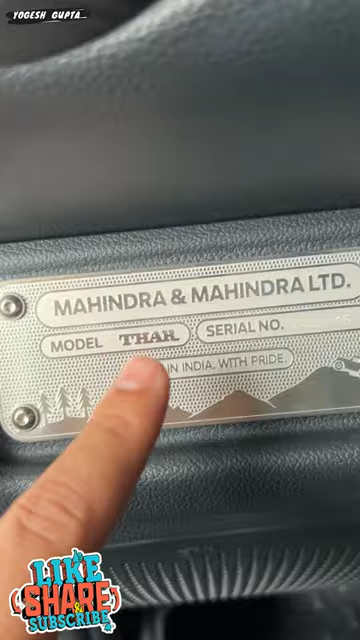 YOGESH GUPTA
MAHINDRA & MAHINDRA LTD.
MODEL THAR
SERIAL NO.
IN INDIA. WITH PRIDE
LIKE
SHARE
&
SUBSCRIBE